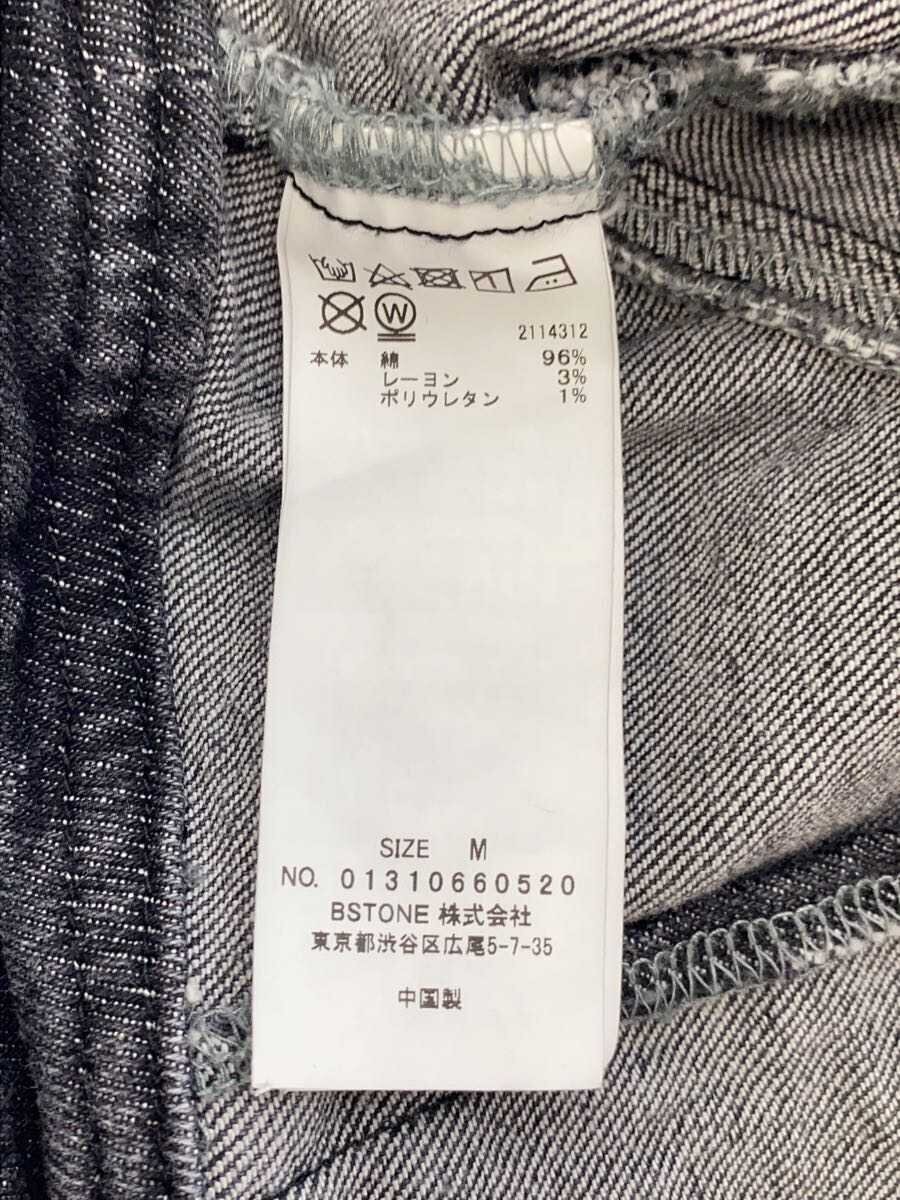 W
2114312
本体 綿 96%
レーヨン 3%
ポリウレタン 1%
SIZE M
NO. 01310660520
BSTONE 株式会社
東京都渋谷区広尾5-7-35
中国製